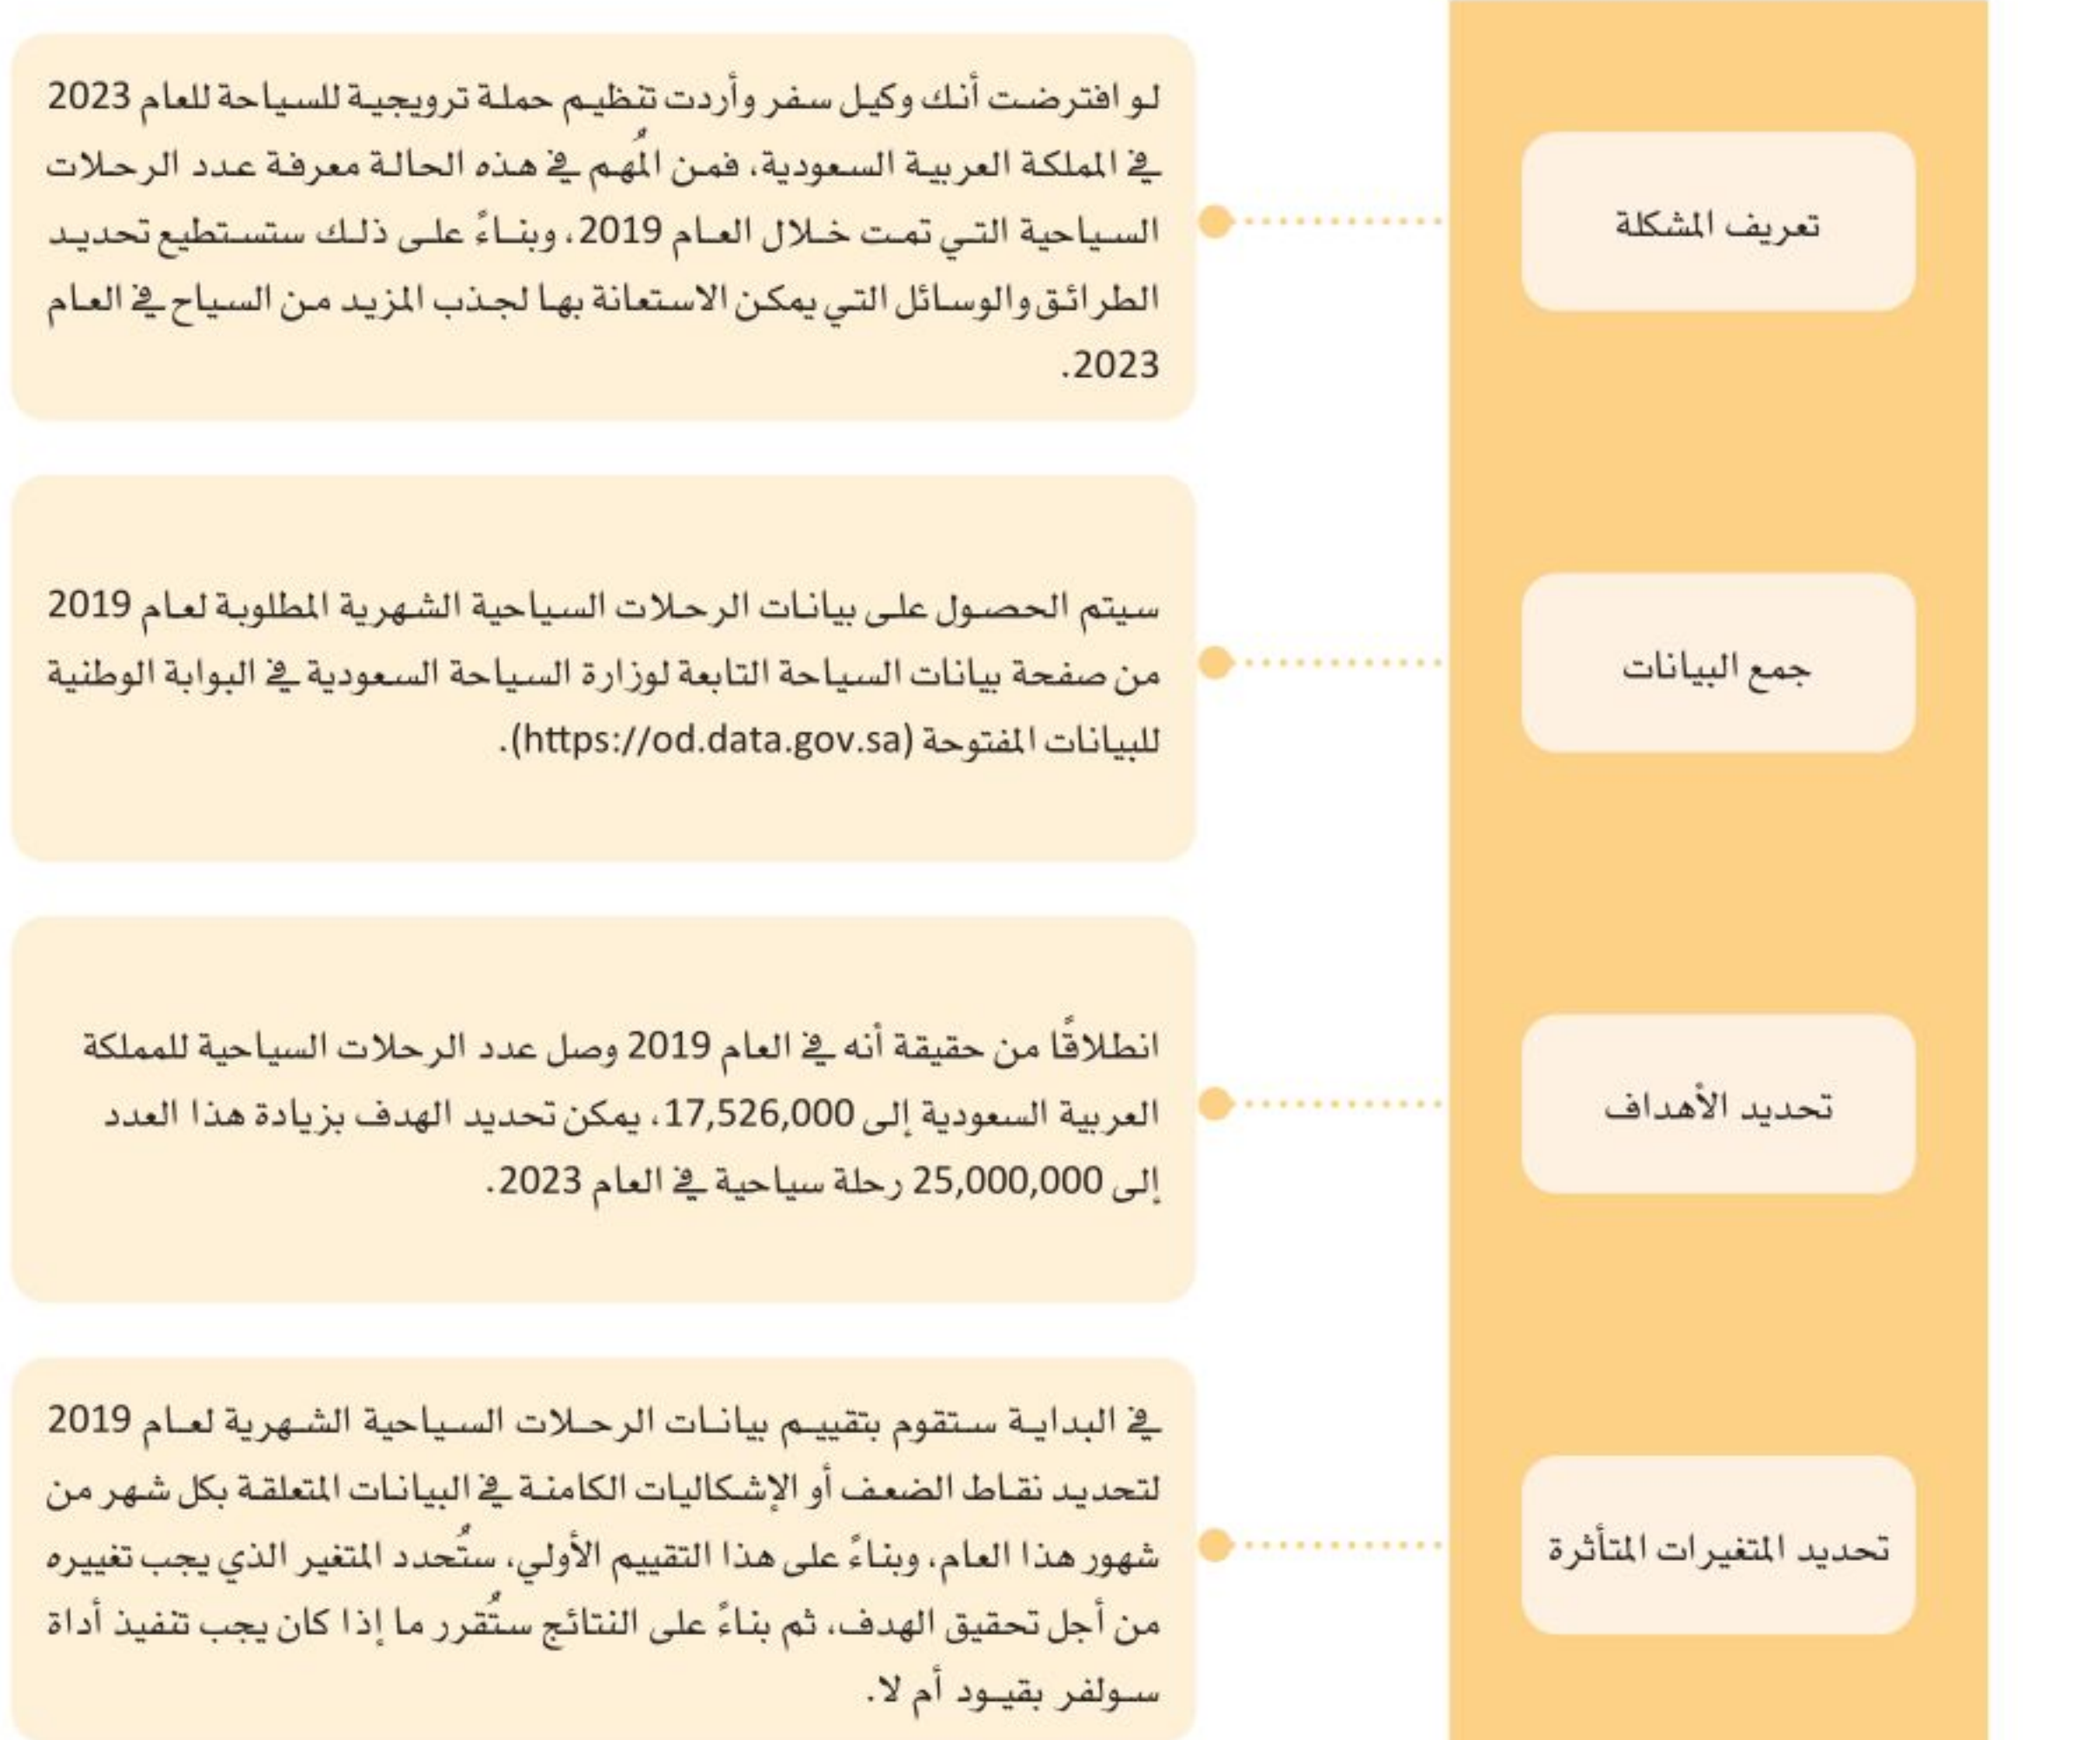 تعريف المشكلة
لو افترضت أنك وكيل سفر وأردت تنظيم حملة ترويجية للسياحة للعام 2023
في المملكة العربية السعودية، فمن المُهم في هذه الحالة معرفة عدد الرحلات
السياحية التي تمت خلال العام 2019، وبناءً على ذلك ستستطيع تحديد
الطرائق والوسائل التي يمكن الاستعانة بها لجذب المزيد من السياح في العام
2023.
جمع البيانات
سيتم الحصول على بيانات الرحلات السياحية الشهرية المطلوبة لعام 2019
من صفحة بيانات السياحة التابعة لوزارة السياحة السعودية في البوابة الوطنية
للبيانات المفتوحة (https://od.data.gov.sa).
تحديد الأهداف
انطلاقًا من حقيقة أنه في العام 2019 وصل عدد الرحلات السياحية للمملكة
العربية السعودية إلى 17,526,000، يمكن تحديد الهدف بزيادة هذا العدد
إلى 25,000,000 رحلة سياحية في العام 2023.
تحديد المتغيرات المتأثرة
في البداية ستقوم بتقييم بيانات الرحلات السياحية الشهرية لعام 2019
لتحديد نقاط الضعف أو الإشكاليات الكامنة في البيانات المتعلقة بكل شهر من
شهور هذا العام، وبناءً على هذا التقييم الأولي، ستُحدد المتغير الذي يجب تغييره
من أجل تحقيق الهدف، ثم بناءً على النتائج ستُقرر ما إذا كان يجب تنفيذ أداة
سولفر بقيود أم لا.